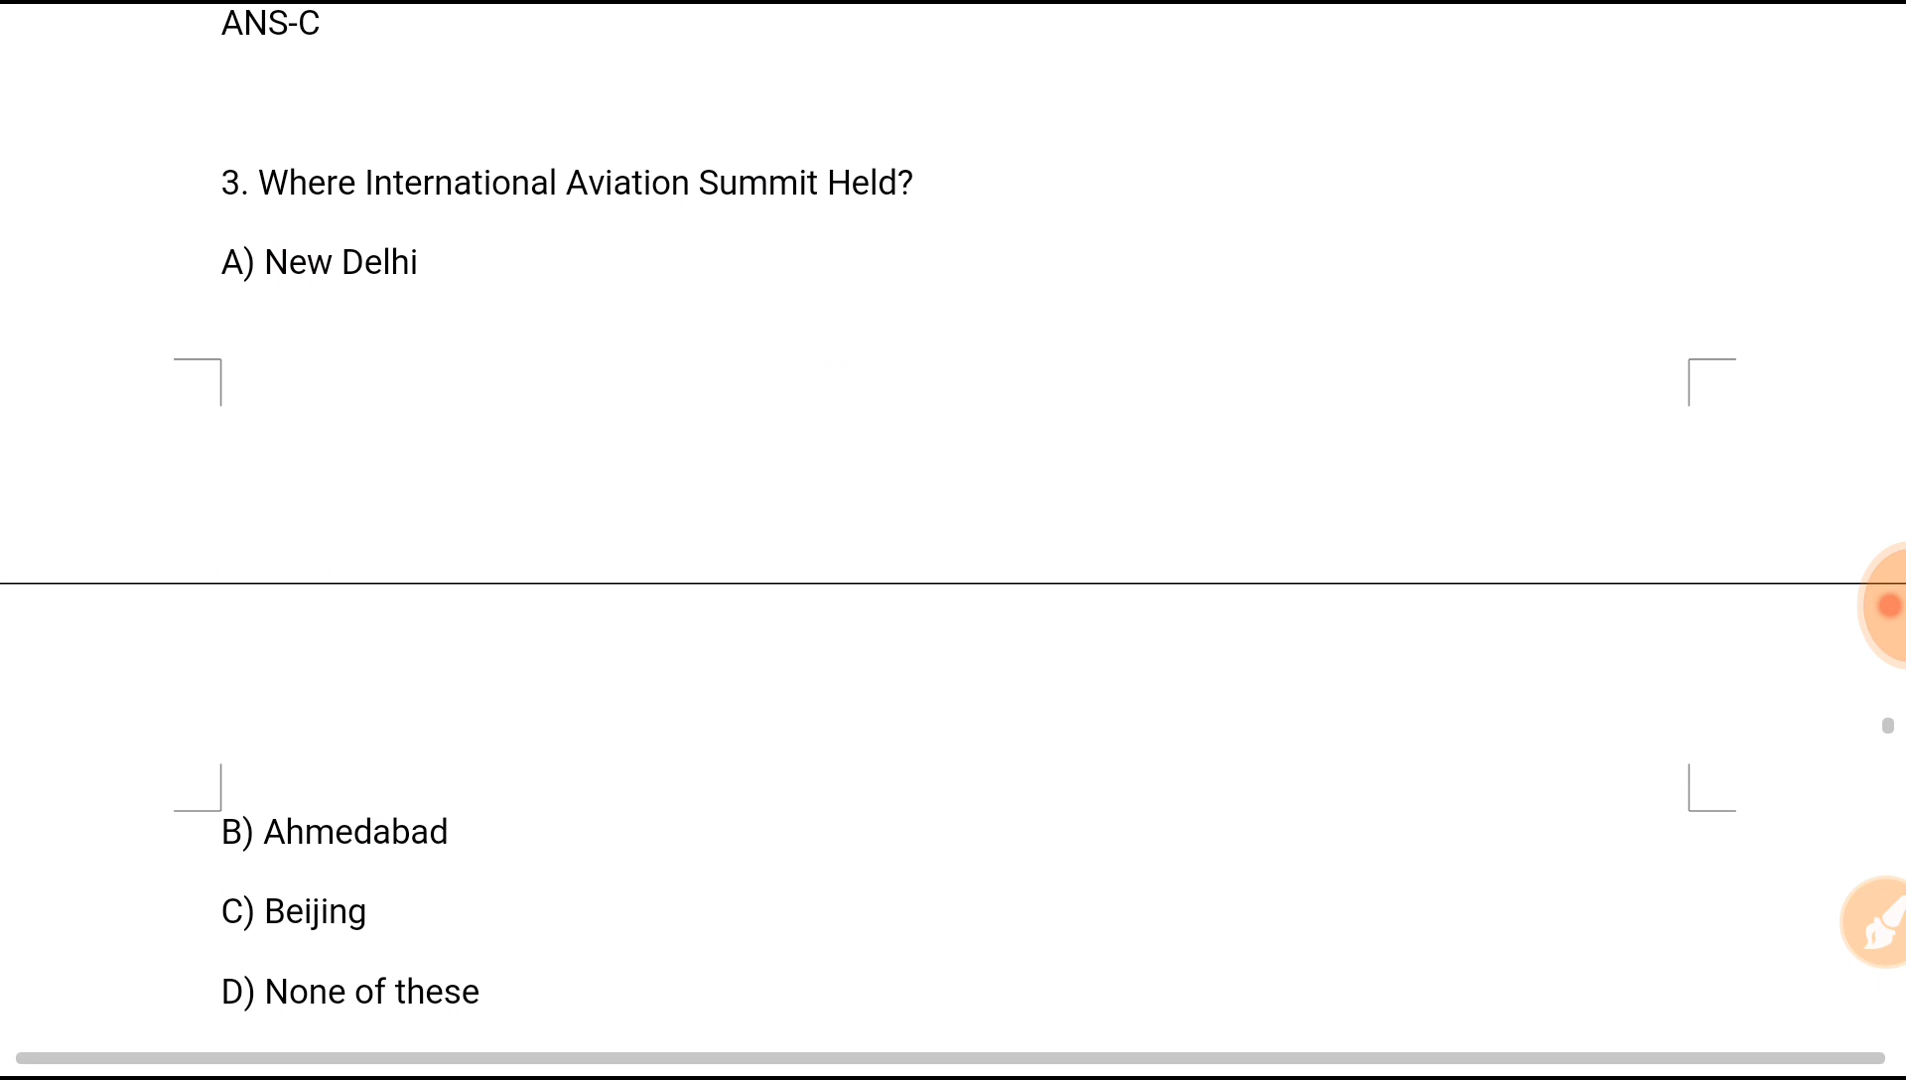 ANS-C
3. Where International Aviation Summit Held?
A) New Delhi
B) Ahmedabad
C) Beijing
D) None of these